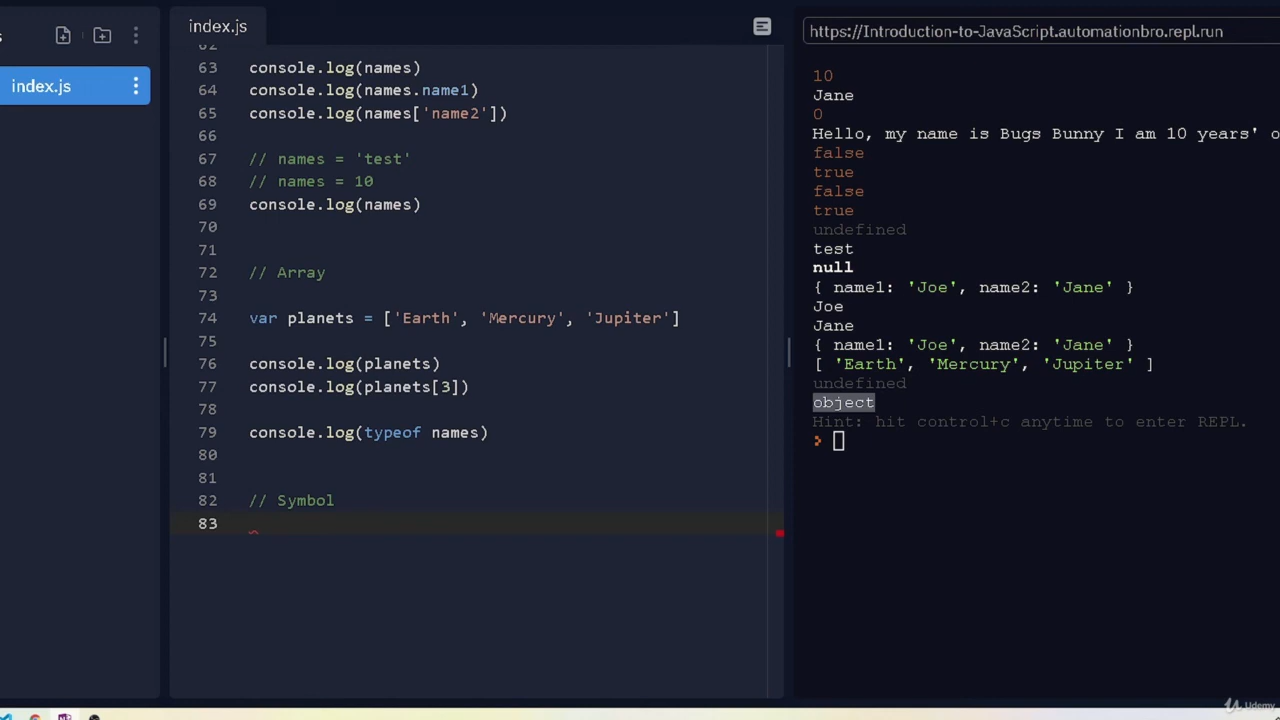 index.js
s
index.js
62
63 console.log(names)
64 console.log(names.name1)
65 console.log(names['name2'])
66
67 // names = 'test'
68 // names = 10
69 console.log(names)
70
71
72 // Array
73
74 var planets = ['Earth', 'Mercury', 'Jupiter']
75
76 console.log(planets)
77 console.log(planets[3])
78
79 console.log(typeof names)
80
81
82 // Symbol
83
https://Introduction-to-JavaScript.automationbro.repl.run
10
Jane
0
Hello, my name is Bugs Bunny I am 10 years' o
false
true
false
true
undefined
test
null
{ name1: 'Joe', name2: 'Jane' }
Joe
Jane
{ name1: 'Joe', name2: 'Jane' }
[ 'Earth', 'Mercury', 'Jupiter' ]
undefined
object
Hint: hit control+c anytime to enter REPL.
>
Udemy